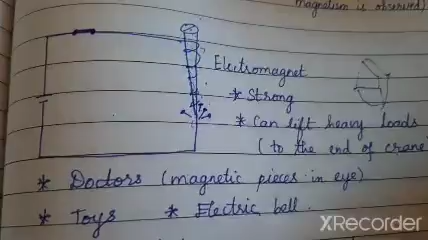 magnetism is observed)
Electromagnet
* Strong
* Can lift heavy loads
(to the end of crane
* Doctors (magnetic pieces in eye)
* Toys * Electric bell.
XRecorder